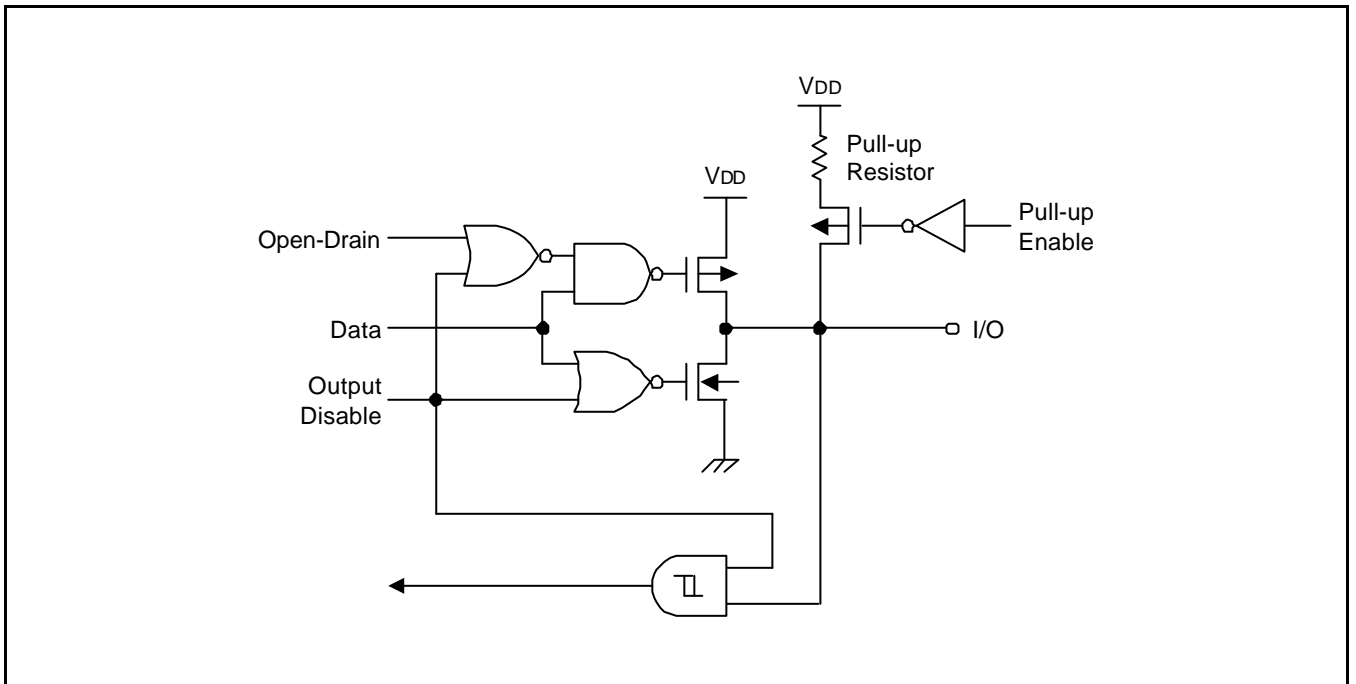 VDD
Pull-up
Resistor
VDD
Pull-up
Enable
Open-Drain
Data
I/O
Output
Disable